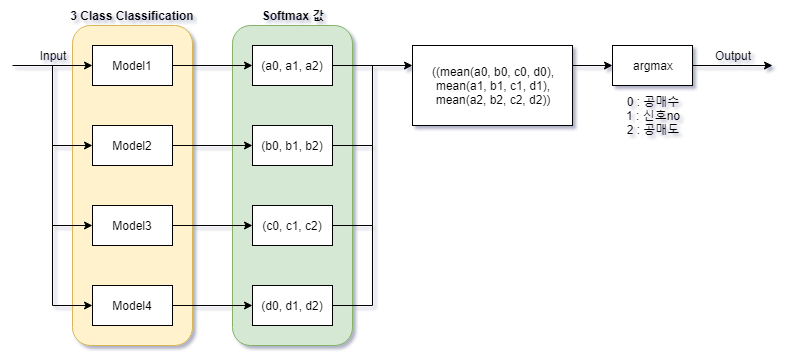 3 Class Classification
Softmax 값
Input
Model1
(a0, a1, a2)
((mean(a0, b0, c0, d0),
mean(a1, b1, c1, d1),
mean(a2, b2, c2, d2))
argmax
Output
0 : 공매수
1 : 신호no
2 : 공매도
Model2
(b0, b1, b2)
Model3
(c0, c1, c2)
Model4
(d0, d1, d2)